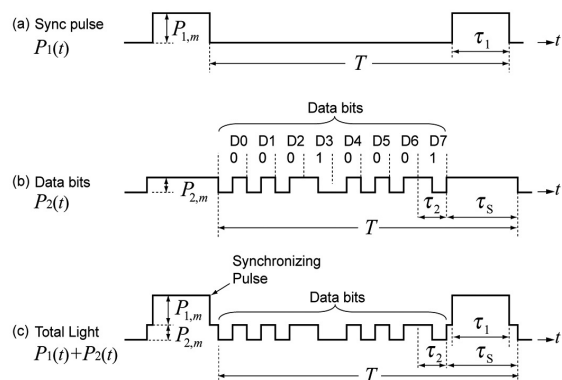 (a) Sync pulse
P1(t)
P1,m
τ1
T
t
Data bits
D0 D1 D2 D3 D4 D5 D6 D7
0 0 0 1 0 0 0 1
(b) Data bits
P2(t)
P2,m
τ2 τS
T
t
Synchronizing
Pulse
Data bits
(c) Total Light
P1(t)+P2(t)
P1,m
P2,m
τ1
τ2 τS
T
t